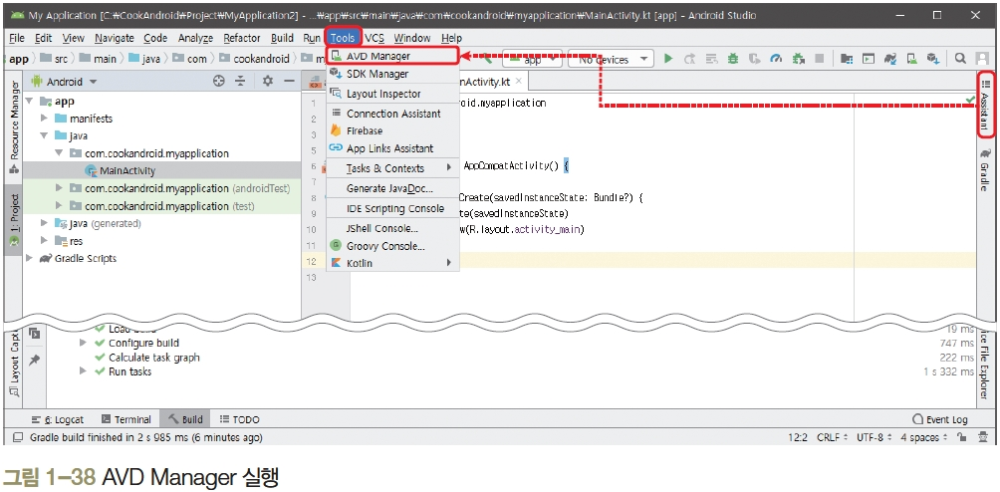 My Application [C:₩CookAndroid₩Project₩MyApplication2] - ...₩app₩src₩main₩java₩com₩cookandroid₩myapplication₩MainActivity.kt [app] - Android Studio
File Edit View Navigate Code Analyze Refactor Build Run Tools VCS Window Help
app src main java com cookandroid m app No devices
Android
nActivity.kt
Resource Manager
1: Project
Layout Capt
app
manifests
java
com.cookandroid.myapplication
MainActivity
com.cookandroid.myapplication (androidTest)
com.cookandroid.myapplication (test)
java (generated)
res
Gradle Scripts
AVD Manager
SDK Manager
Layout Inspector
Connection Assistant
Firebase
App Links Assistant
Tasks & Contexts
Generate JavaDoc...
IDE Scripting Console
JShell Console...
Groovy Console...
Kotlin
1 oid.myapplication
2
3
4
5
6 AppCompatActivity() {
7
8 Create(savedInstanceState: Bundle?) {
9 te(savedInstanceState)
10 w(R.layout.activity_main)
11
12
13
Assistant
Gradle
ice File Explorer
Load build 19 ms
Configure build 747 ms
Calculate task graph 222 ms
Run tasks 1 s 332 ms
6: Logcat Terminal Build TODO Event Log
Gradle build finished in 2 s 985 ms (6 minutes ago) 12:2 CRLF UTF-8 4 spaces
그림 1-38 AVD Manager 실행